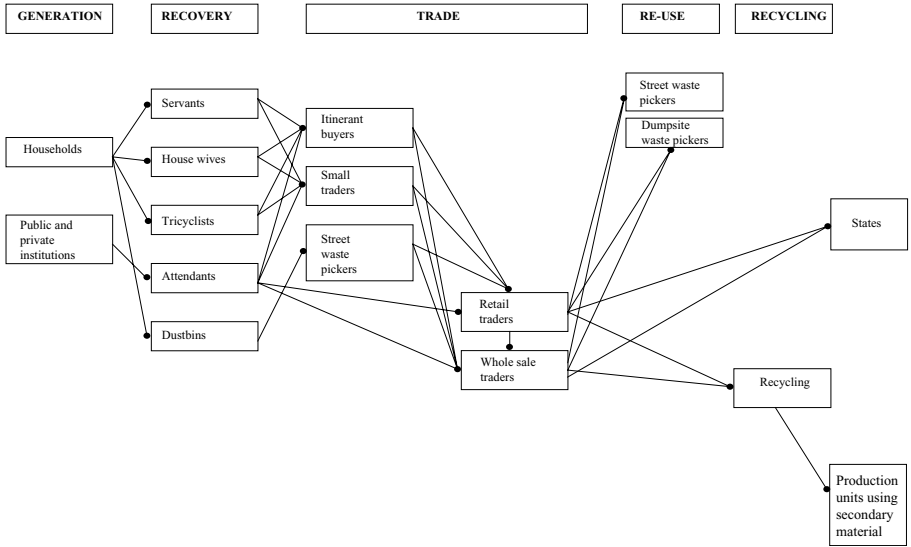 GENERATION
RECOVERY
TRADE
RE-USE
RECYCLING
Households
Public and
private
institutions
Servants
House wives
Tricyclists
Attendants
Dustbins
Itinerant
buyers
Small
traders
Street
waste
pickers
Retail
traders
Whole sale
traders
Street waste
pickers
Dumpsite
waste pickers
States
Recycling
Production
units using
secondary
material